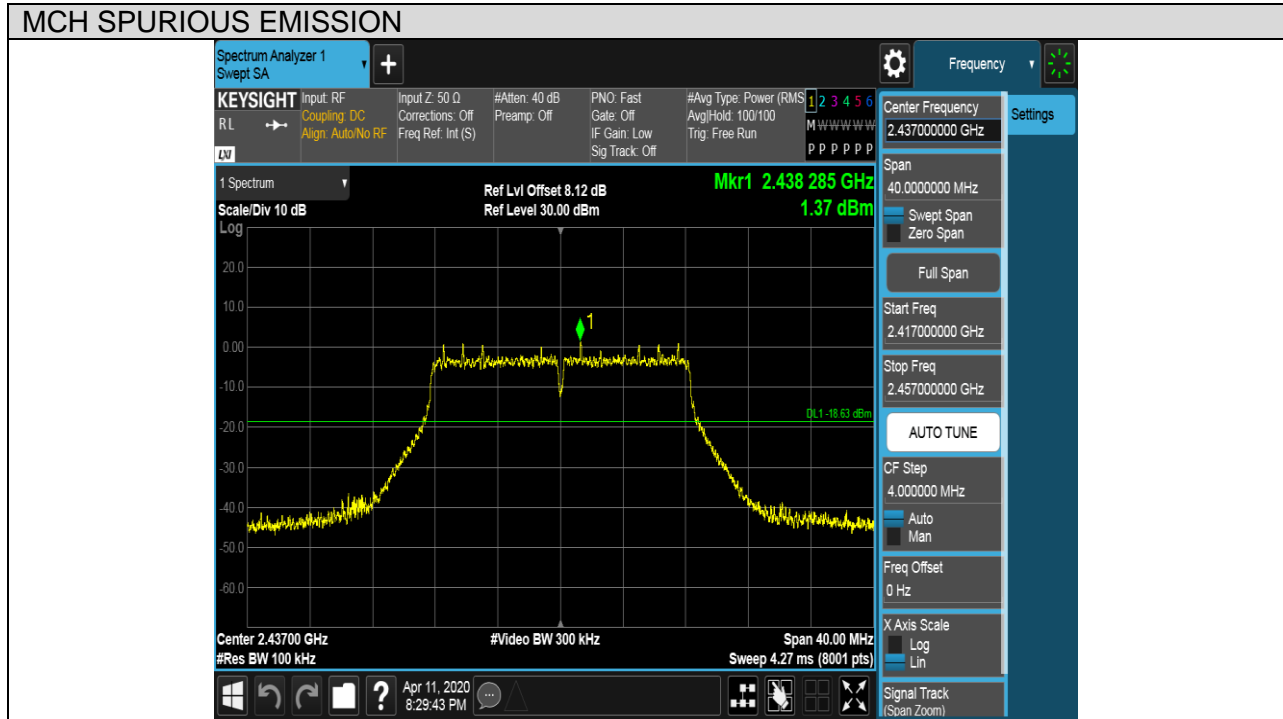 MCH SPURIOUS EMISSION
Spectrum Analyzer 1
Swept SA
+
Frequency
KEYSIGHT
RL
LXI
Input: RF
Coupling: DC
Align: Auto/No RF
Input Z: 50 Ω
Corrections: Off
Freq Ref: Int (S)
#Atten: 40 dB
Preamp: Off
PNO: Fast
Gate: Off
IF Gain: Low
Sig Track: Off
#Avg Type: Power (RMS
Avg|Hold: 100/100
Trig: Free Run
1 2 3 4 5 6
M W W W W W
P P P P P P
1 Spectrum
Scale/Div 10 dB
Ref Lvl Offset 8.12 dB
Ref Level 30.00 dBm
Mkr1 2.438 285 GHz
1.37 dBm
Log
20.0
10.0
0.00
-10.0
-20.0
-30.0
-40.0
-50.0
-60.0
1
DL1 -18.63 dBm
Center 2.43700 GHz
#Res BW 100 kHz
#Video BW 300 kHz
Span 40.00 MHz
Sweep 4.27 ms (8001 pts)
Center Frequency
2.437000000 GHz
Settings
Span
40.0000000 MHz
Swept Span
Zero Span
Full Span
Start Freq
2.417000000 GHz
Stop Freq
2.457000000 GHz
AUTO TUNE
CF Step
4.000000 MHz
Auto
Man
Freq Offset
0 Hz
X Axis Scale
Log
Lin
Signal Track
(Span Zoom)
?
Apr 11, 2020
8:29:43 PM